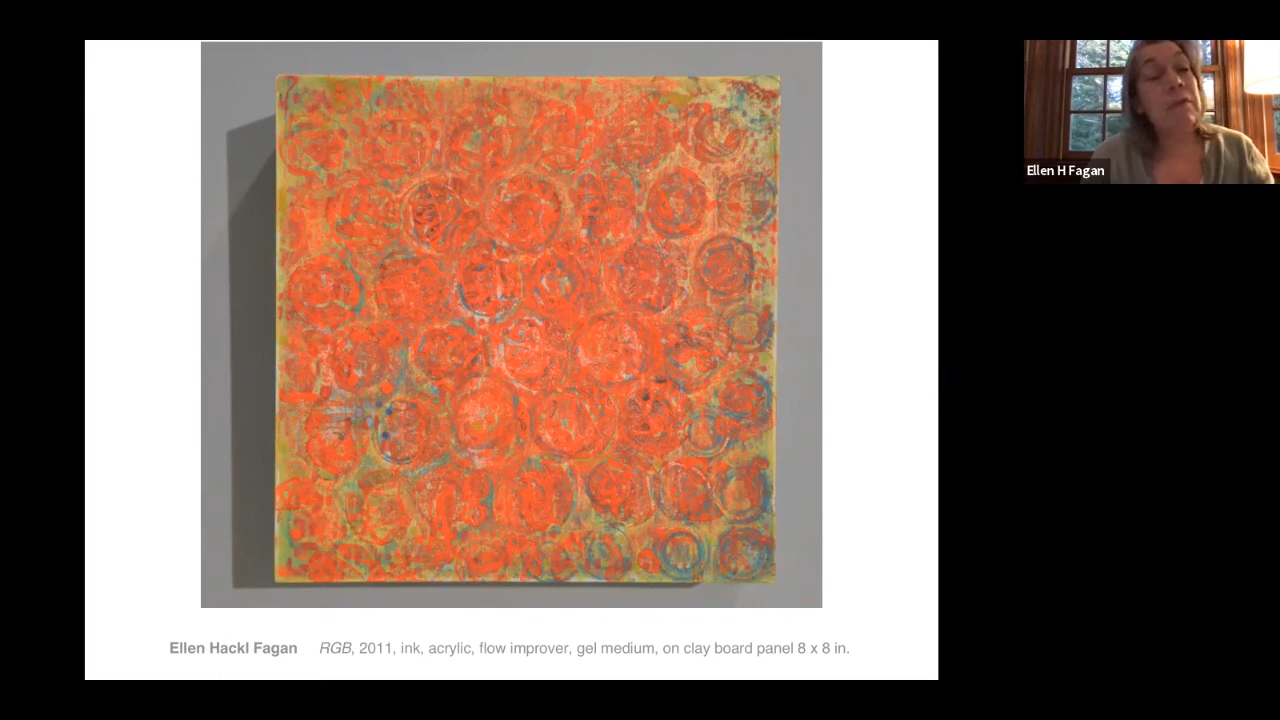 Ellen H Fagan
Ellen Hackl Fagan RGB, 2011, ink, acrylic, flow improver, gel medium, on clay board panel 8 x 8 in.